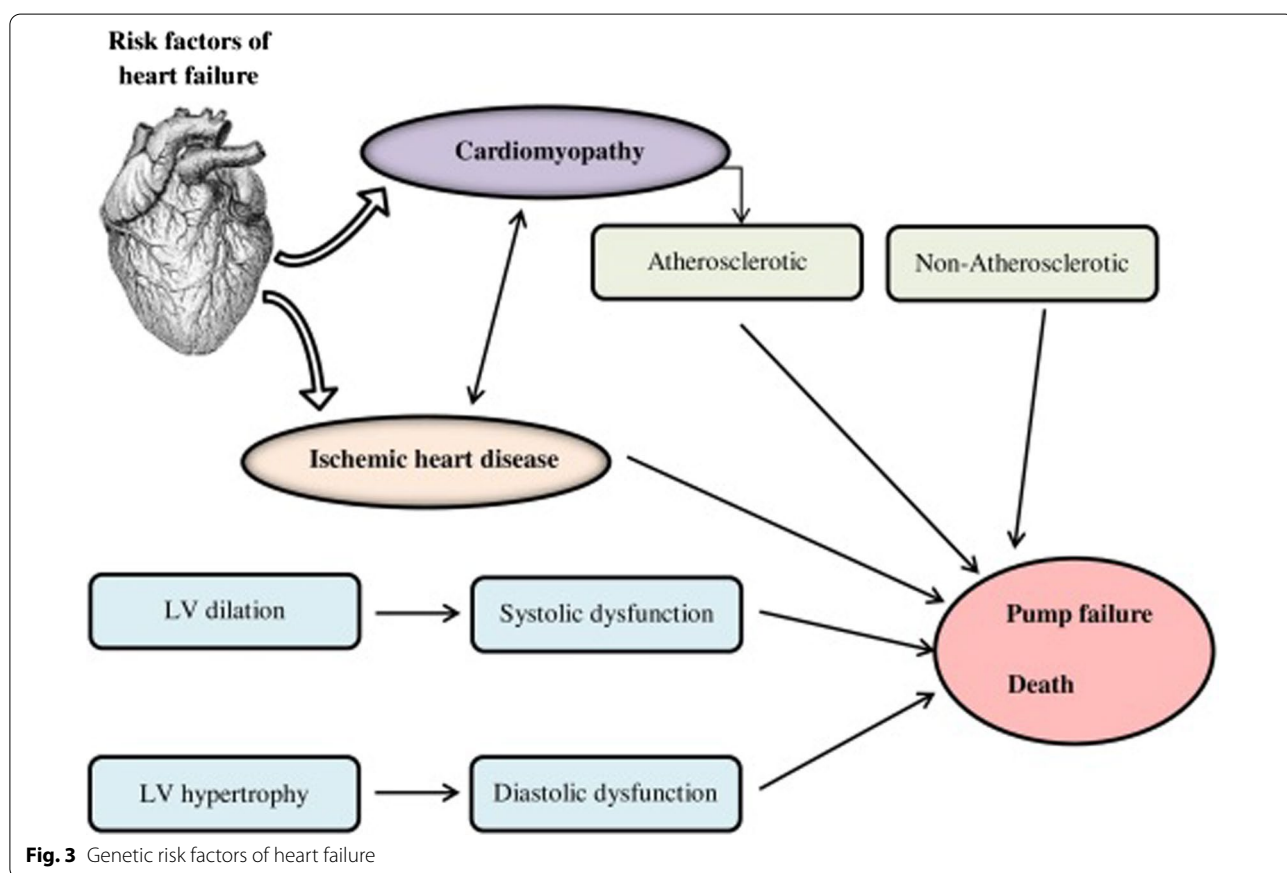 Risk factors of
heart failure
Cardiomyopathy
Atherosclerotic
Non-Atherosclerotic
Ischemic heart disease
LV dilation
Systolic dysfunction
Pump failure
Death
LV hypertrophy
Diastolic dysfunction
Fig. 3 Genetic risk factors of heart failure